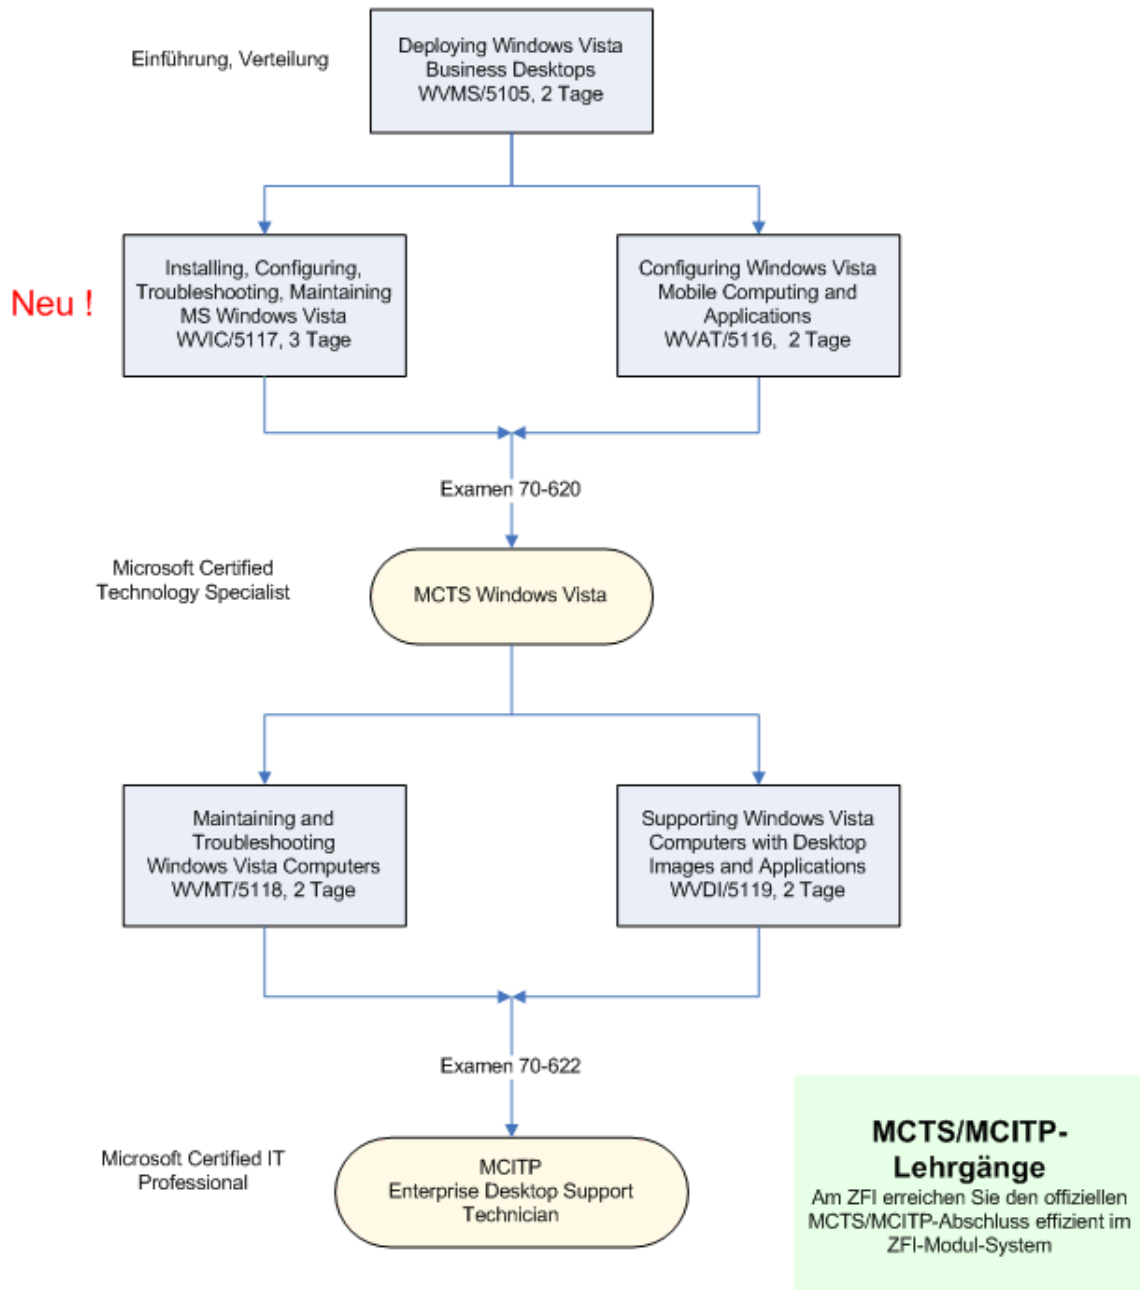 Einführung, Verteilung
Deploying Windows Vista
Business Desktops
WVMS/5105, 2 Tage
Neu !
Installing, Configuring,
Troubleshooting, Maintaining
MS Windows Vista
WVIC/5117, 3 Tage
Configuring Windows Vista
Mobile Computing and
Applications
WVAT/5116, 2 Tage
Examen 70-620
Microsoft Certified
Technology Specialist
MCTS Windows Vista
Maintaining and
Troubleshooting
Windows Vista Computers
WVMT/5118, 2 Tage
Supporting Windows Vista
Computers with Desktop
Images and Applications
WVDI/5119, 2 Tage
Examen 70-622
Microsoft Certified IT
Professional
MCITP
Enterprise Desktop Support
Technician
MCTS/MCITP-
Lehrgänge
Am ZFI erreichen Sie den offiziellen
MCTS/MCITP-Abschluss effizient im
ZFI-Modul-System